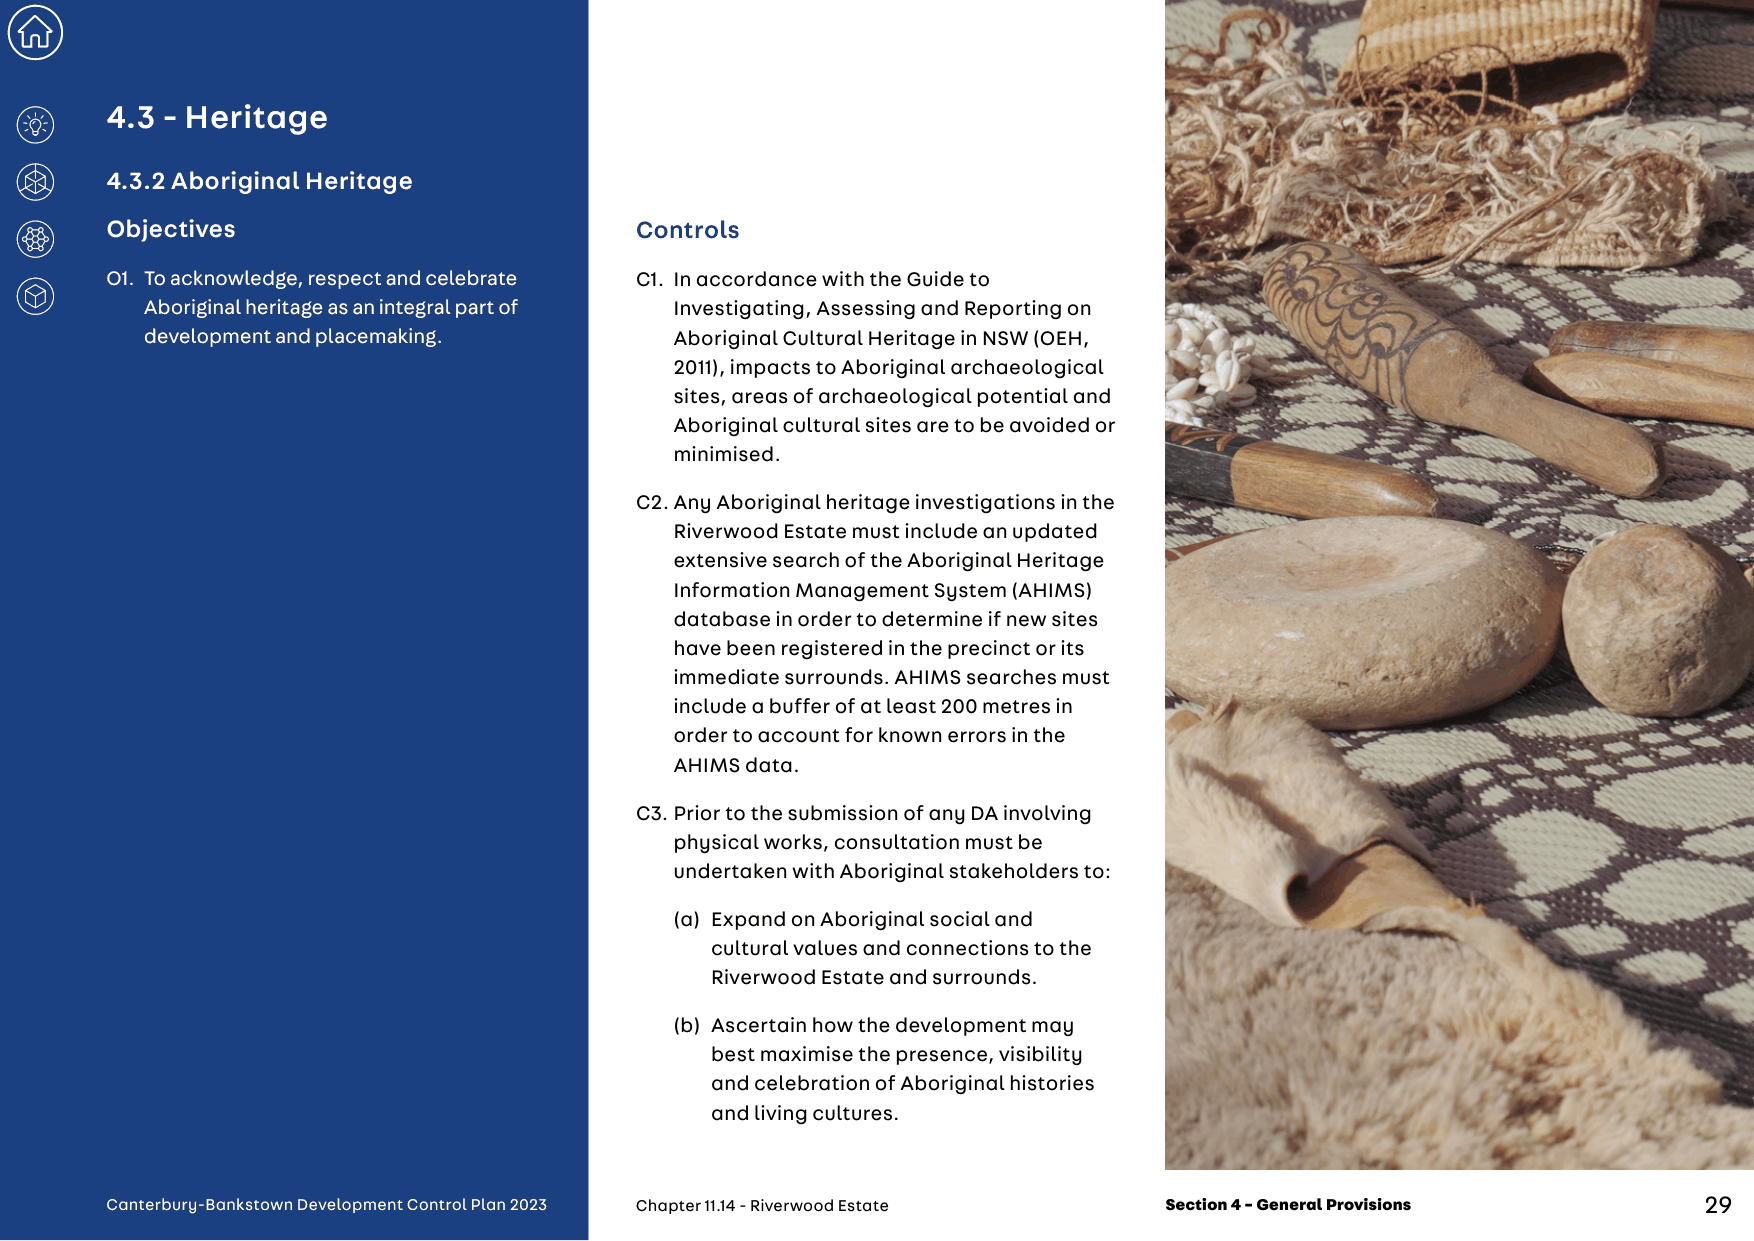 4.3 - Heritage
4.3.2 Aboriginal Heritage
Objectives
O1. To acknowledge, respect and celebrate
Aboriginal heritage as an integral part of
development and placemaking.
Controls
C1. In accordance with the Guide to
Investigating, Assessing and Reporting on
Aboriginal Cultural Heritage in NSW (OEH,
2011), impacts to Aboriginal archaeological
sites, areas of archaeological potential and
Aboriginal cultural sites are to be avoided or
minimised.
C2. Any Aboriginal heritage investigations in the
Riverwood Estate must include an updated
extensive search of the Aboriginal Heritage
Information Management System (AHIMS)
database in order to determine if new sites
have been registered in the precinct or its
immediate surrounds. AHIMS searches must
include a buffer of at least 200 metres in
order to account for known errors in the
AHIMS data.
C3. Prior to the submission of any DA involving
physical works, consultation must be
undertaken with Aboriginal stakeholders to:
(a) Expand on Aboriginal social and
cultural values and connections to the
Riverwood Estate and surrounds.
(b) Ascertain how the development may
best maximise the presence, visibility
and celebration of Aboriginal histories
and living cultures.
Canterbury-Bankstown Development Control Plan 2023
Chapter 11.14 - Riverwood Estate
Section 4 – General Provisions
29